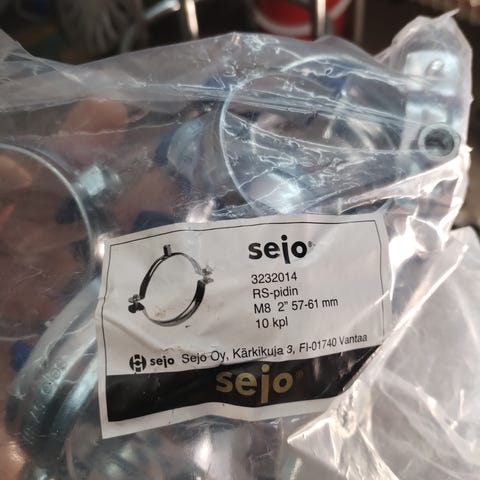 sejo®
3232014
RS-pidin
M8 2" 57-61 mm
10 kpl
sejo Sejo Oy, Kärkikuja 3, FI-01740 Vantaa
sejo®